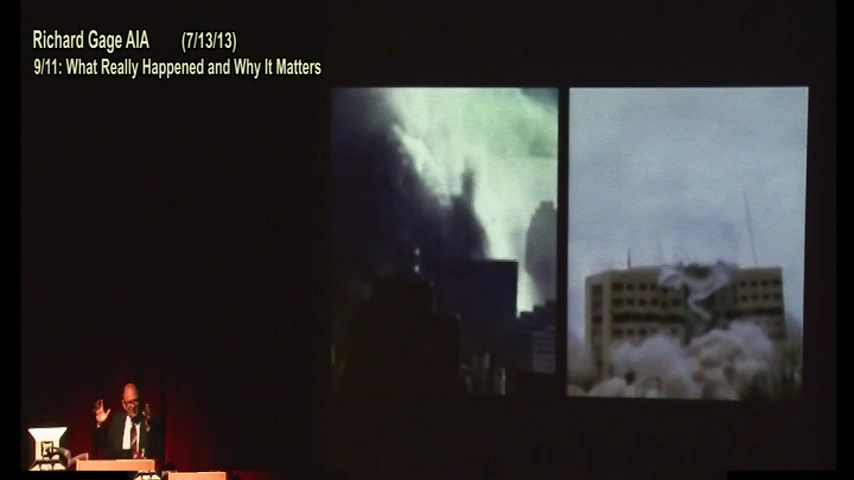 Richard Gage AIA (7/13/13)
9/11: What Really Happened and Why It Matters